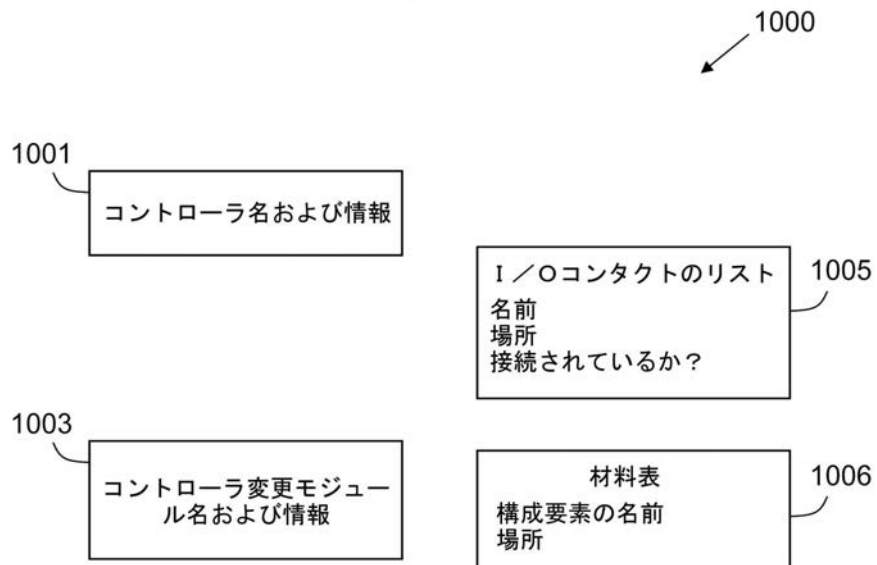 1000
1001
コントローラ名および情報
I／Oコンタクトのリスト
名前
場所
接続されているか？
1005
1003
コントローラ変更モジュー
ル名および情報
材料表
構成要素の名前
場所
1006